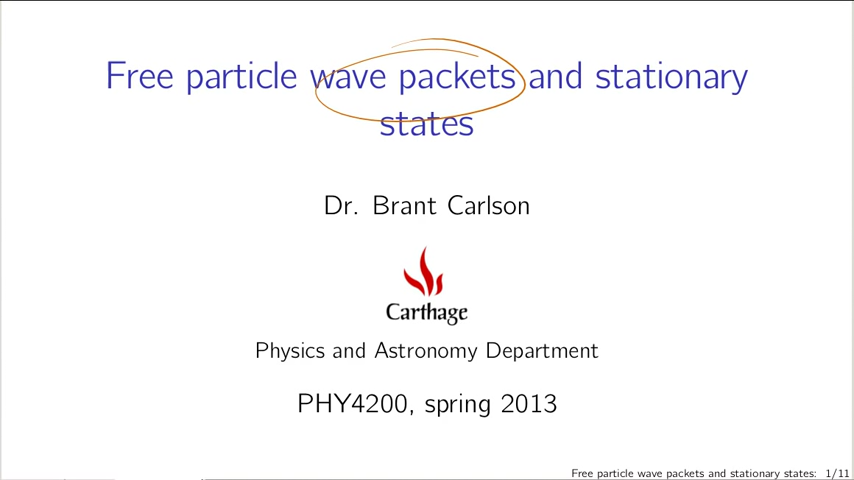 Free particle wave packets and stationary
states
Dr. Brant Carlson
Carthage
Physics and Astronomy Department
PHY4200, spring 2013
Free particle wave packets and stationary states: 1/11